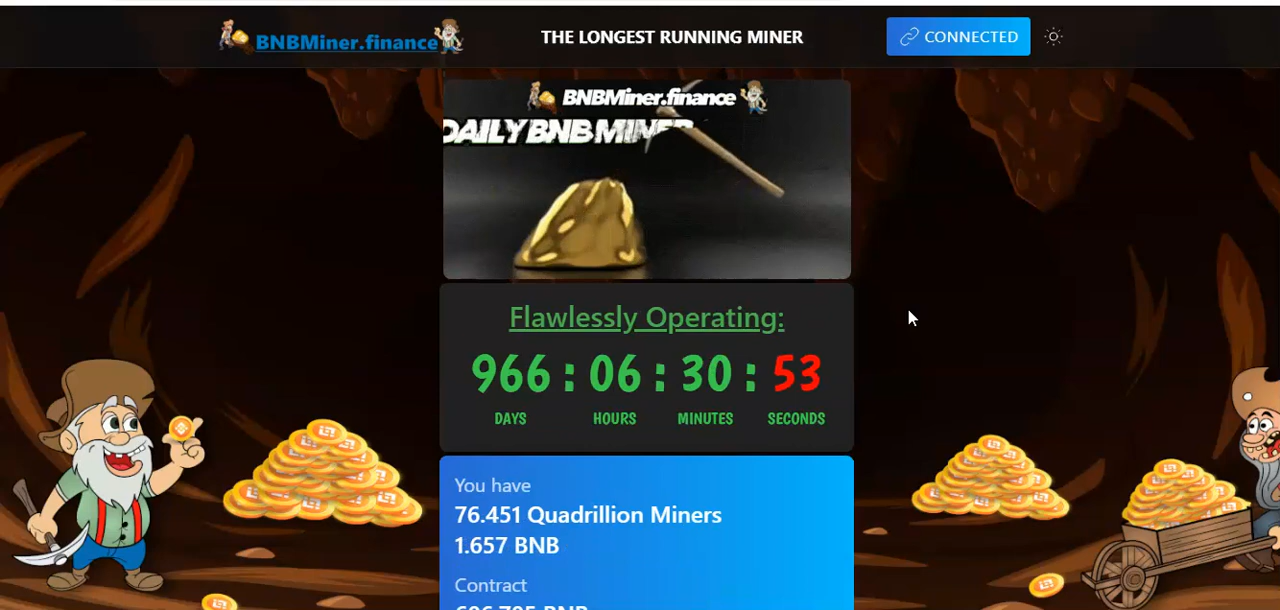 BNBMiner.finance
THE LONGEST RUNNING MINER
CONNECTED
BNBMiner.finance
DAILY BNB MINER
Flawlessly Operating:
966 : 06 : 30 : 53
DAYS HOURS MINUTES SECONDS
You have
76.451 Quadrillion Miners
1.657 BNB
Contract